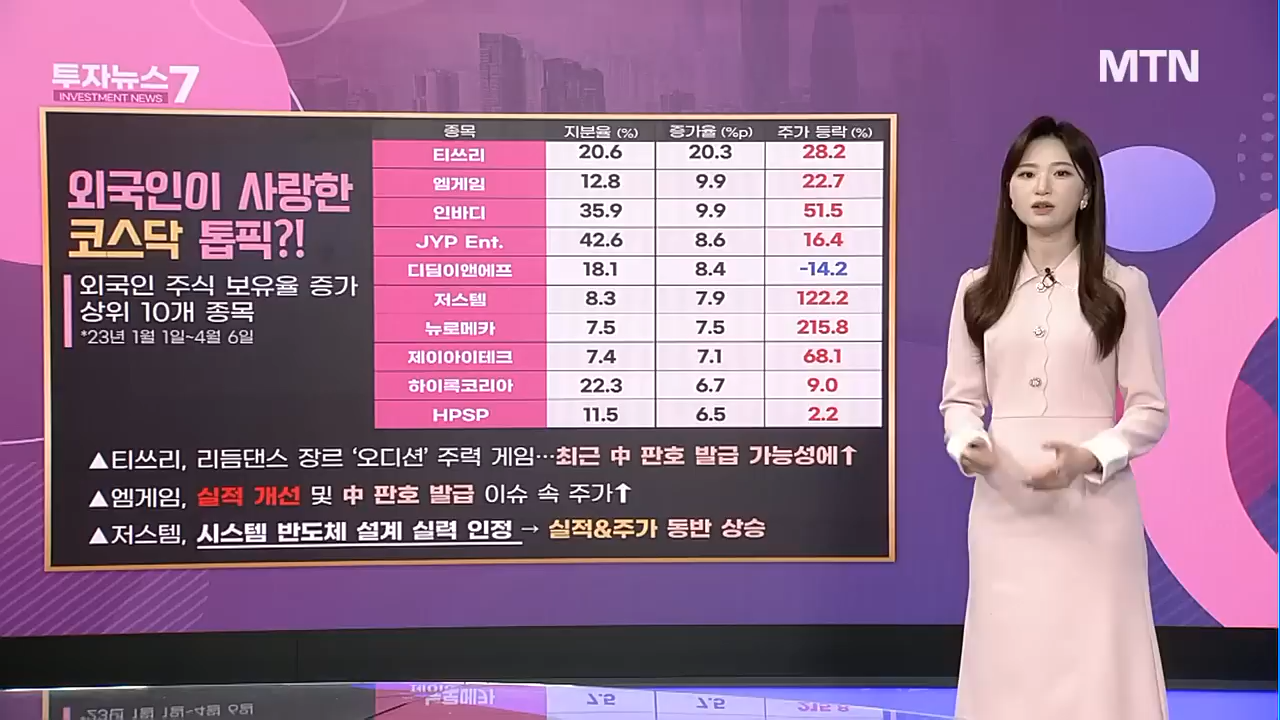 투자뉴스7
INVESTMENT NEWS
MTN
외국인이 사랑한
코스닥 톱픽?!
외국인 주식 보유율 증가
상위 10개 종목
*23년 1월 1일~4월 6일
종목 지분율 (%) 증가율 (%p) 주가 등락 (%)
티쓰리 20.6 20.3 28.2
엠게임 12.8 9.9 22.7
인바디 35.9 9.9 51.5
JYP Ent. 42.6 8.6 16.4
디딤이앤에프 18.1 8.4 -14.2
저스템 8.3 7.9 122.2
뉴로메카 7.5 7.5 215.8
제이아이테크 7.4 7.1 68.1
하이록코리아 22.3 6.7 9.0
HPSP 11.5 6.5 2.2
▲티쓰리, 리듬댄스 장르 ‘오디션’ 주력 게임…최근 中 판호 발급 가능성에↑
▲엠게임, 실적 개선 및 中 판호 발급 이슈 속 주가↑
▲저스템, 시스템 반도체 설계 실력 인정 → 실적&주가 동반 상승